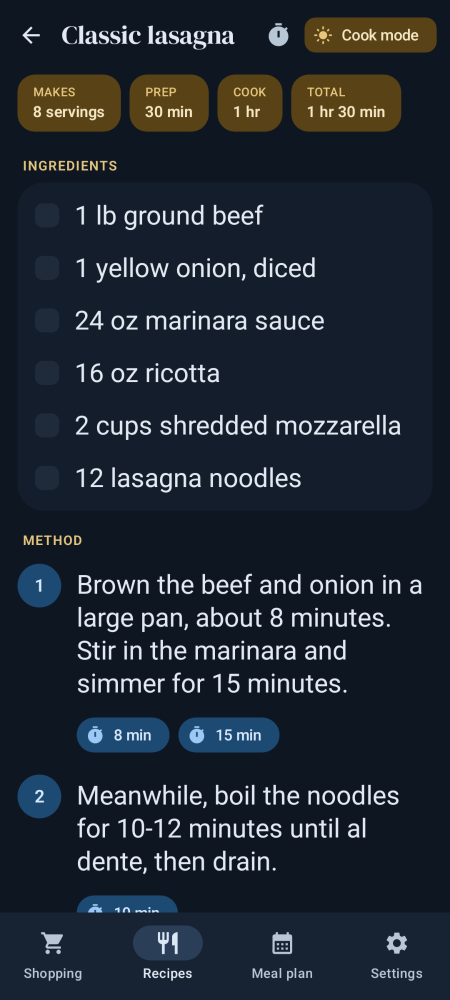 Classic lasagna
Cook mode
MAKES
8 servings
PREP
30 min
COOK
1 hr
TOTAL
1 hr 30 min
INGREDIENTS
1 lb ground beef
1 yellow onion, diced
24 oz marinara sauce
16 oz ricotta
2 cups shredded mozzarella
12 lasagna noodles
METHOD
1
Brown the beef and onion in a
large pan, about 8 minutes.
Stir in the marinara and
simmer for 15 minutes.
8 min
15 min
2
Meanwhile, boil the noodles
for 10-12 minutes until al
dente, then drain.
10 min
Shopping
Recipes
Meal plan
Settings